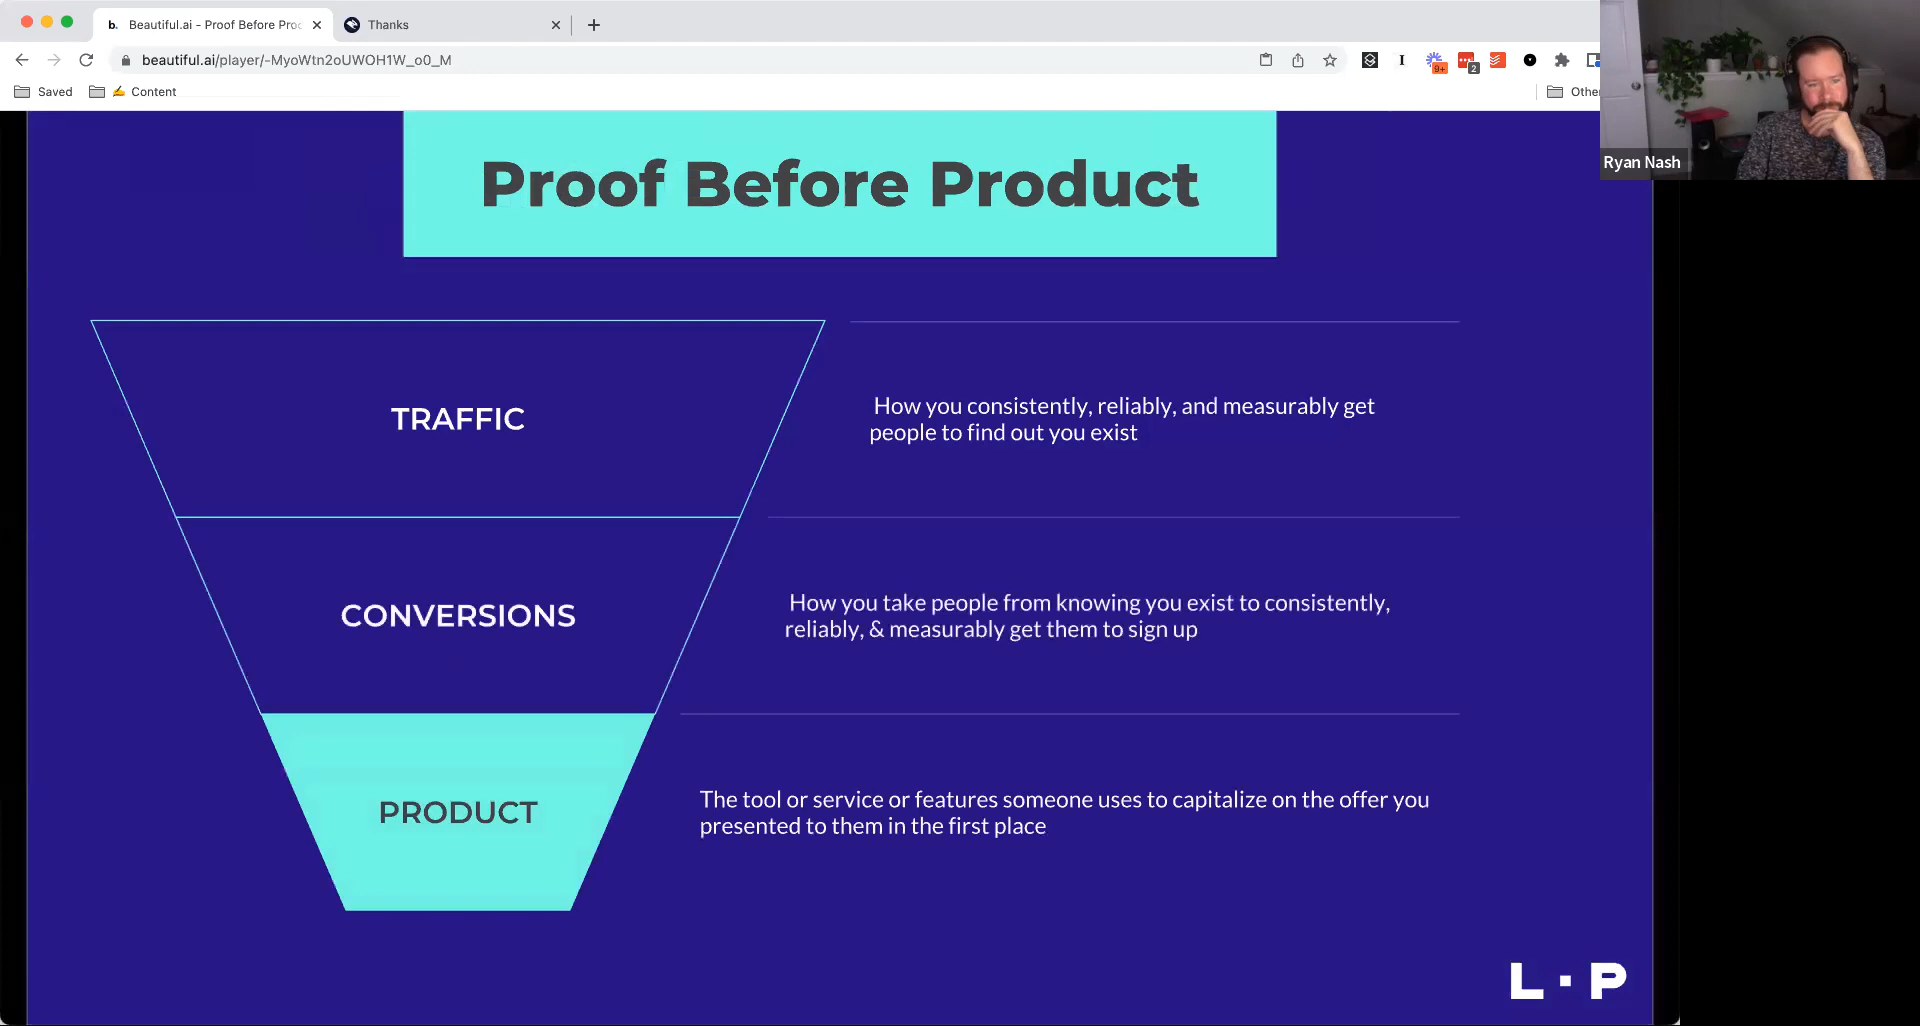 b. Beautiful.ai - Proof Before Proc
Thanks
beautiful.ai/player/-MyoWtn2oUWOH1W_o0_M
I
9+
2
Saved
Content
Other
Ryan Nash
Proof Before Product
TRAFFIC
How you consistently, reliably, and measurably get
people to find out you exist
CONVERSIONS
How you take people from knowing you exist to consistently,
reliably, & measurably get them to sign up
PRODUCT
The tool or service or features someone uses to capitalize on the offer you
presented to them in the first place
L·P